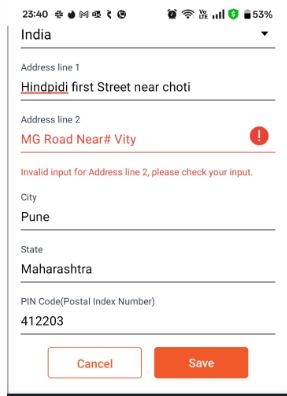 23:40 53%
India
Address line 1
Hindpidi first Street near choti
Address line 2
MG Road Near# Vity
Invalid input for Address line 2, please check your input.
City
Pune
State
Maharashtra
PIN Code(Postal Index Number)
412203
Cancel Save